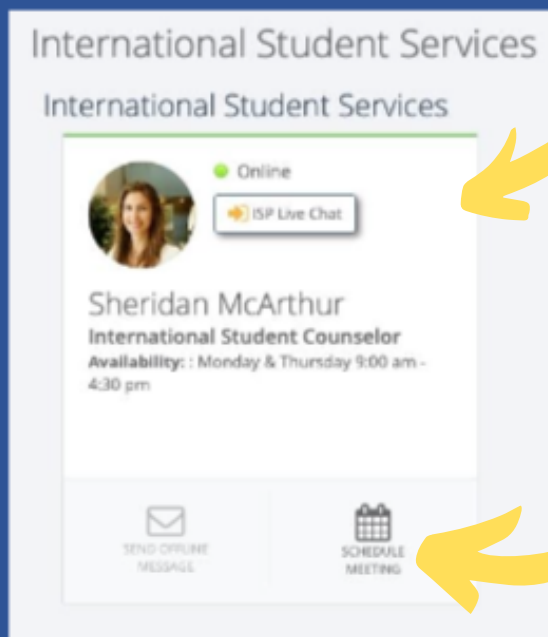 International Student Services
International Student Services
Online
ISP Live Chat
Sheridan McArthur
International Student Counselor
Availability: : Monday & Thursday 9:00 am -
4:30 pm
SEND OFFLINE
MESSAGE
SCHEDULE
MEETING